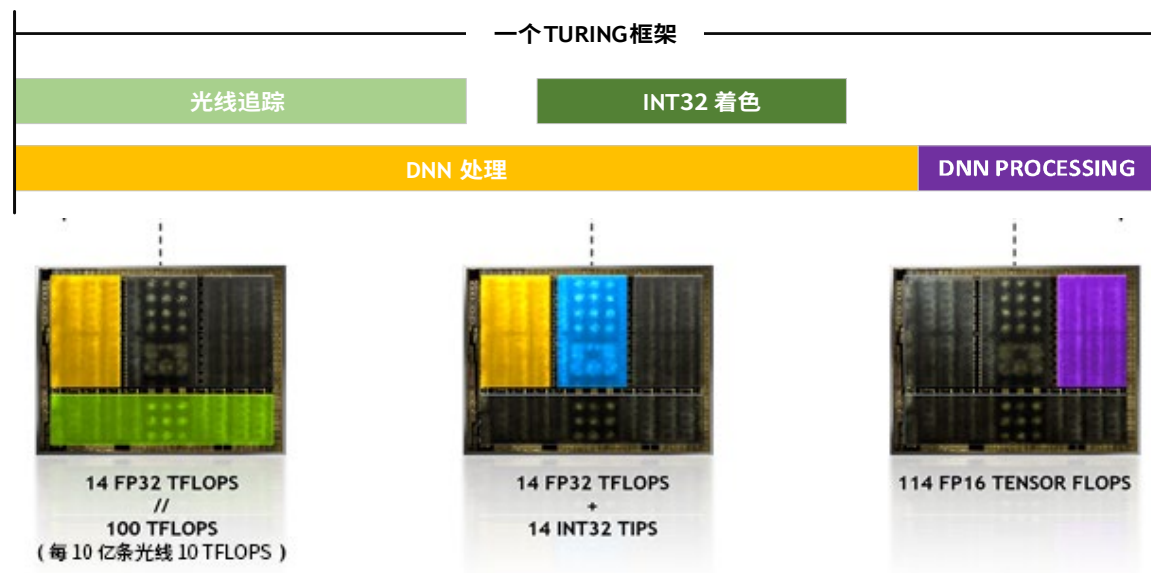 一个TURING框架
光线追踪
INT32 着色
DNN 处理
DNN PROCESSING
14 FP32 TFLOPS
//
100 TFLOPS
(每 10 亿条光线 10 TFLOPS)
14 FP32 TFLOPS
+
14 INT32 TIPS
114 FP16 TENSOR FLOPS